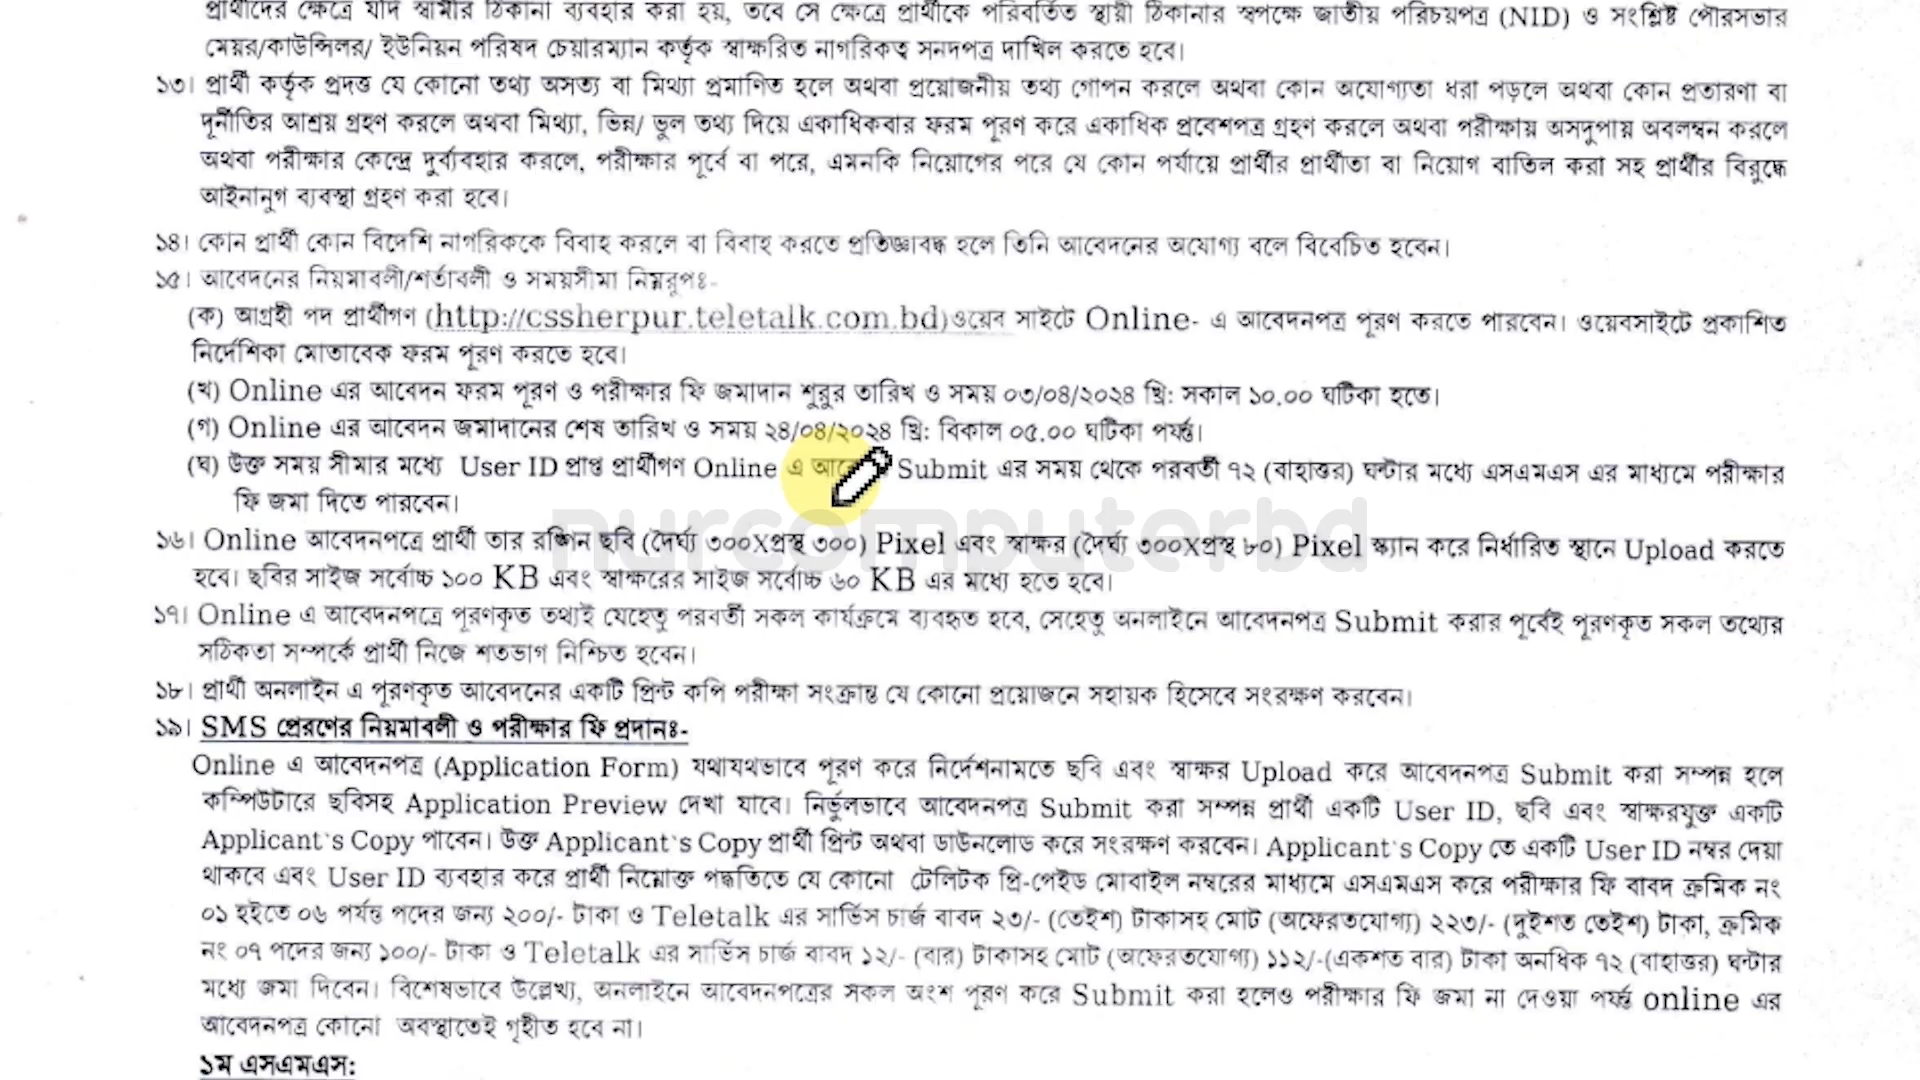 প্রার্থীদের ক্ষেত্রে যদি স্বামীর ঠিকানা ব্যবহার করা হয়, তবে সে ক্ষেত্রে প্রার্থীকে পরিবর্তিত স্থায়ী ঠিকানার স্বপক্ষে জাতীয় পরিচয়পত্র (NID) ও সংশ্লিষ্ট পৌরসভার
মেয়র/কাউন্সিলর/ ইউনিয়ন পরিষদ চেয়ারম্যান কর্তৃক স্বাক্ষরিত নাগরিকত্ব সনদপত্র দাখিল করতে হবে।
১৩। প্রার্থী কর্তৃক প্রদত্ত যে কোনো তথ্য অসত্য বা মিথ্যা প্রমাণিত হলে অথবা প্রয়োজনীয় তথ্য গোপন করলে অথবা কোন অযোগ্যতা ধরা পড়লে অথবা কোন প্রতারণা বা
দূর্নীতির আশ্রয় গ্রহণ করলে অথবা মিথ্যা, ভিন্ন/ ভুল তথ্য দিয়ে একাধিকবার ফরম পূরণ করে একাধিক প্রবেশপত্র গ্রহণ করলে অথবা পরীক্ষায় অসদুপায় অবলম্বন করলে
অথবা পরীক্ষার কেন্দ্রে দুর্ব্যবহার করলে, পরীক্ষার পূর্বে বা পরে, এমনকি নিয়োগের পরে যে কোন পর্যায়ে প্রার্থীর প্রার্থীতা বা নিয়োগ বাতিল করা সহ প্রার্থীর বিরুদ্ধে
আইনানুগ ব্যবস্থা গ্রহণ করা হবে।
১৪। কোন প্রার্থী কোন বিদেশি নাগরিককে বিবাহ করলে বা বিবাহ করতে প্রতিজ্ঞাবদ্ধ হলে তিনি আবেদনের অযোগ্য বলে বিবেচিত হবেন।
১৫। আবেদনের নিয়মাবলী/শর্তাবলী ও সময়সীমা নিম্নরূপঃ-
(ক) আগ্রহী পদ প্রার্থীগণ (http://cssherpur.teletalk.com.bd)ওয়েব সাইটে Online- এ আবেদনপত্র পূরণ করতে পারবেন। ওয়েবসাইটে প্রকাশিত
নির্দেশিকা মোতাবেক ফরম পূরণ করতে হবে।
(খ) Online এর আবেদন ফরম পূরণ ও পরীক্ষার ফি জমাদান শুরুর তারিখ ও সময় ০৩/০৪/২০২৪ খ্রি: সকাল ১০.০০ ঘটিকা হতে।
(গ) Online এর আবেদন জমাদানের শেষ তারিখ ও সময় ২৪/০৪/২০২৪ খ্রি: বিকাল ০৫.০০ ঘটিকা পর্যন্ত।
(ঘ) উক্ত সময় সীমার মধ্যে User ID প্রাপ্ত প্রার্থীগণ Online এ Submit এর সময় থেকে পরবর্তী ৭২ (বাহাত্তর) ঘন্টার মধ্যে এসএমএস এর মাধ্যমে পরীক্ষার
ফি জমা দিতে পারবেন।
nurcomputerbd
১৬। Online আবেদনপত্রে প্রার্থী তার রঙ্গিন ছবি (দৈর্ঘ্য ৩০০Xপ্রস্থ ৩০০) Pixel এবং স্বাক্ষর (দৈর্ঘ্য ৩০০Xপ্রস্থ ৮০) Pixel স্ক্যান করে নির্ধারিত স্থানে Upload করতে
হবে। ছবির সাইজ সর্বোচ্চ ১০০ KB এবং স্বাক্ষরের সাইজ সর্বোচ্চ ৬০ KB এর মধ্যে হতে হবে।
১৭। Online এ আবেদনপত্রে পূরণকৃত তথ্যই যেহেতু পরবর্তী সকল কার্যক্রমে ব্যবহৃত হবে, সেহেতু অনলাইনে আবেদনপত্র Submit করার পূর্বেই পূরণকৃত সকল তথ্যের
সঠিকতা সম্পর্কে প্রার্থী নিজে শতভাগ নিশ্চিত হবেন।
১৮। প্রার্থী অনলাইন এ পূরণকৃত আবেদনের একটি প্রিন্ট কপি পরীক্ষা সংক্রান্ত যে কোনো প্রয়োজনে সহায়ক হিসেবে সংরক্ষণ করবেন।
১৯। SMS প্রেরণের নিয়মাবলী ও পরীক্ষার ফি প্রদানঃ-
Online এ আবেদনপত্র (Application Form) যথাযথভাবে পূরণ করে নির্দেশনামতে ছবি এবং স্বাক্ষর Upload করে আবেদনপত্র Submit করা সম্পন্ন হলে
কম্পিউটারে ছবিসহ Application Preview দেখা যাবে। নির্ভুলভাবে আবেদনপত্র Submit করা সম্পন্ন প্রার্থী একটি User ID, ছবি এবং স্বাক্ষরযুক্ত একটি
Applicant`s Copy পাবেন। উক্ত Applicant`s Copy প্রার্থী প্রিন্ট অথবা ডাউনলোড করে সংরক্ষণ করবেন। Applicant`s Copy তে একটি User ID নম্বর দেয়া
থাকবে এবং User ID ব্যবহার করে প্রার্থী নিম্নোক্ত পদ্ধতিতে যে কোনো টেলিটক প্রি-পেইড মোবাইল নম্বরের মাধ্যমে এসএমএস করে পরীক্ষার ফি বাবদ ক্রমিক নং
০১ হইতে ০৬ পর্যন্ত পদের জন্য ২০০/- টাকা ও Teletalk এর সার্ভিস চার্জ বাবদ ২৩/- (তেইশ) টাকাসহ মোট (অফেরতযোগ্য) ২২৩/- (দুইশত তেইশ) টাকা, ক্রমিক
নং ০৭ পদের জন্য ১০০/- টাকা ও Teletalk এর সার্ভিস চার্জ বাবদ ১২/- (বার) টাকাসহ মোট (অফেরতযোগ্য) ১১২/-(একশত বার) টাকা অনধিক ৭২ (বাহাত্তর) ঘন্টার
মধ্যে জমা দিবেন। বিশেষভাবে উল্লেখ্য, অনলাইনে আবেদনপত্রের সকল অংশ পূরণ করে Submit করা হলেও পরীক্ষার ফি জমা না দেওয়া পর্যন্ত online এর
আবেদনপত্র কোনো অবস্থাতেই গৃহীত হবে না।
১ম এসএমএস: